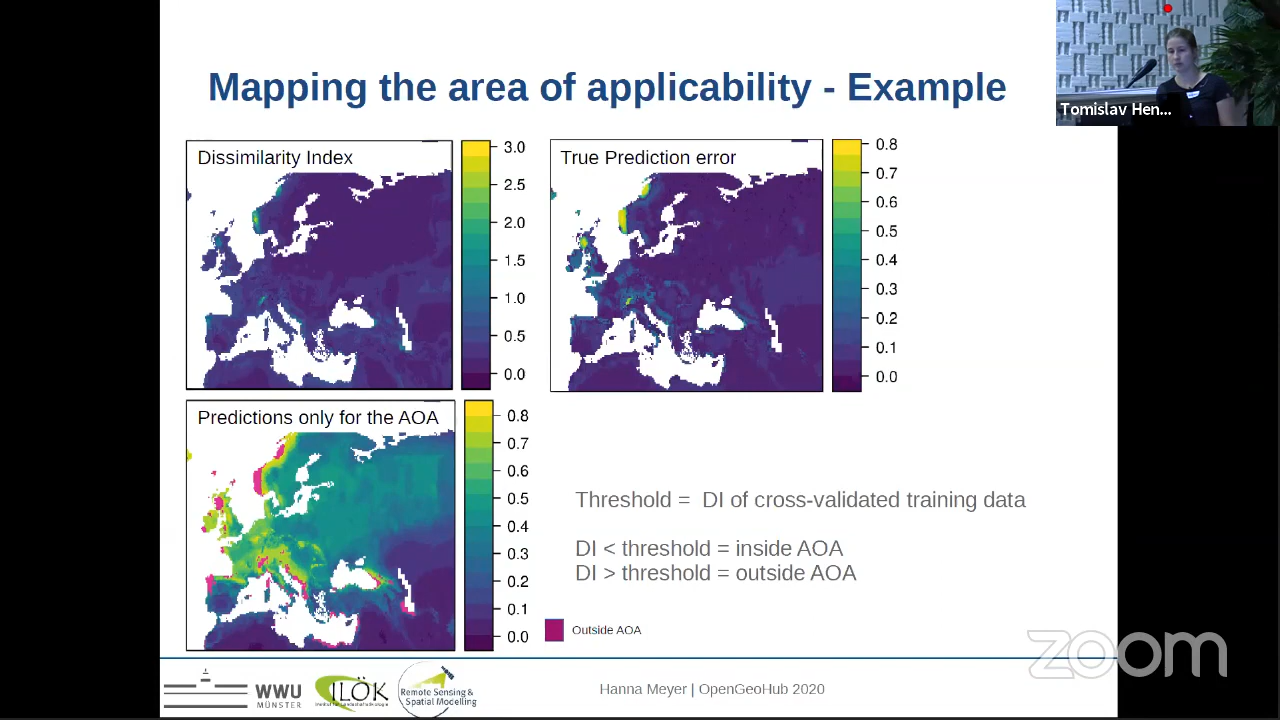 Mapping the area of applicability - Example
Tomislav Hen...
Dissimilarity Index
3.0
2.5
2.0
1.5
1.0
0.5
0.0
True Prediction error
0.8
0.7
0.6
0.5
0.4
0.3
0.2
0.1
0.0
Predictions only for the AOA
0.8
0.7
0.6
0.5
0.4
0.3
0.2
0.1
0.0
Threshold = DI of cross-validated training data
DI < threshold = inside AOA
DI > threshold = outside AOA
Outside AOA
zoom
WWU
MÜNSTER
ILÖK
Institut für Landschaftsökologie
Remote Sensing &
Spatial Modelling
Hanna Meyer | OpenGeoHub 2020